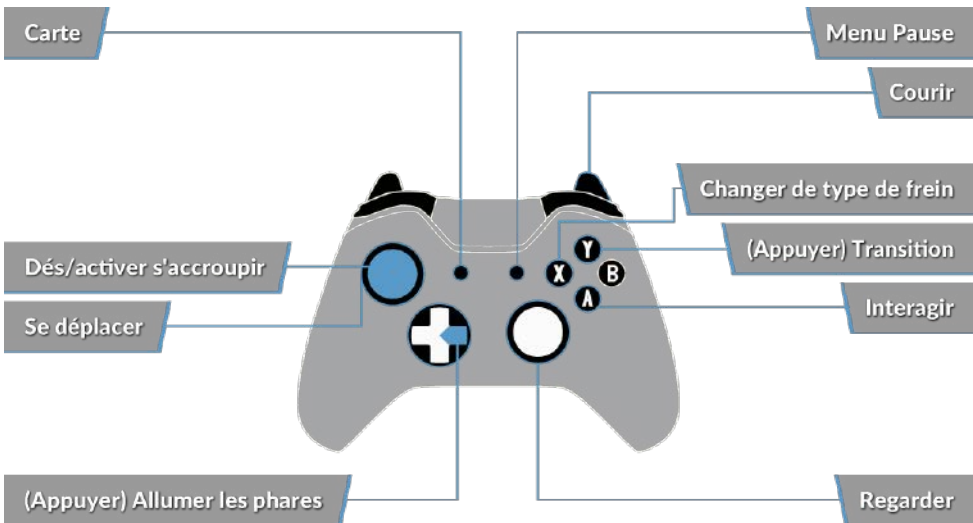 Carte
Menu Pause
Courir
Changer de type de frein
Y
(Appuyer) Transition
Dés/activer s'accroupir
X
B
A
Interagir
Se déplacer
(Appuyer) Allumer les phares
Regarder